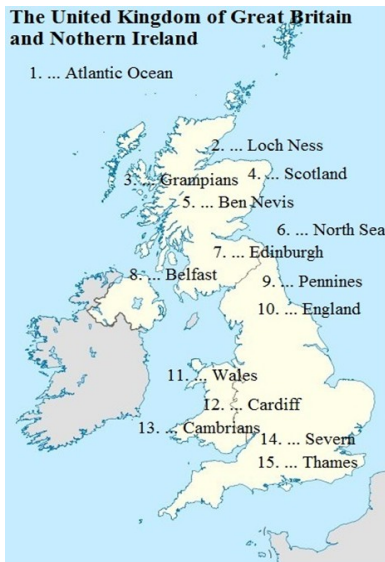 The United Kingdom of Great Britain
and Nothern Ireland
1. ... Atlantic Ocean
2. ... Loch Ness
3. ... Grampians
4. ... Scotland
5. ... Ben Nevis
6. ... North Sea
7. ... Edinburgh
8. ... Belfast
9. ... Pennines
10. ... England
11. ... Wales
12. ... Cardiff
13. ... Cambrians
14. ... Severn
15. ... Thames